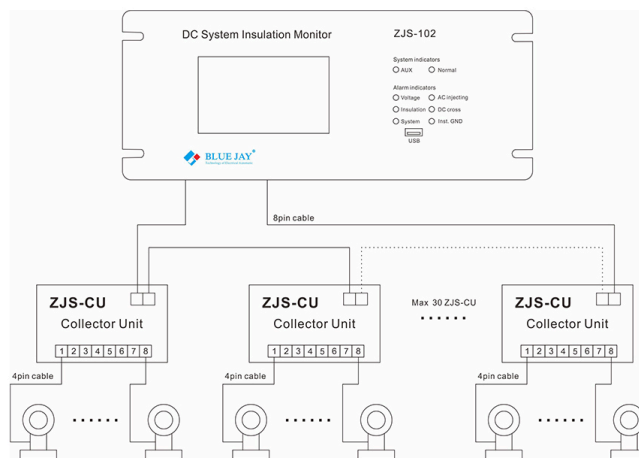 DC System Insulation Monitor
ZJS-102
System indicators
AUX Normal
Alarm indicators
Voltage AC injecting
Insulation DC cross
System Inst. GND
USB
BLUE JAY®
8pin cable
ZJS-CU
Collector Unit
1 2 3 4 5 6 7 8
4pin cable
ZJS-CU
Collector Unit
1 2 3 4 5 6 7 8
4pin cable
Max 30 ZJS-CU
ZJS-CU
Collector Unit
1 2 3 4 5 6 7 8
4pin cable